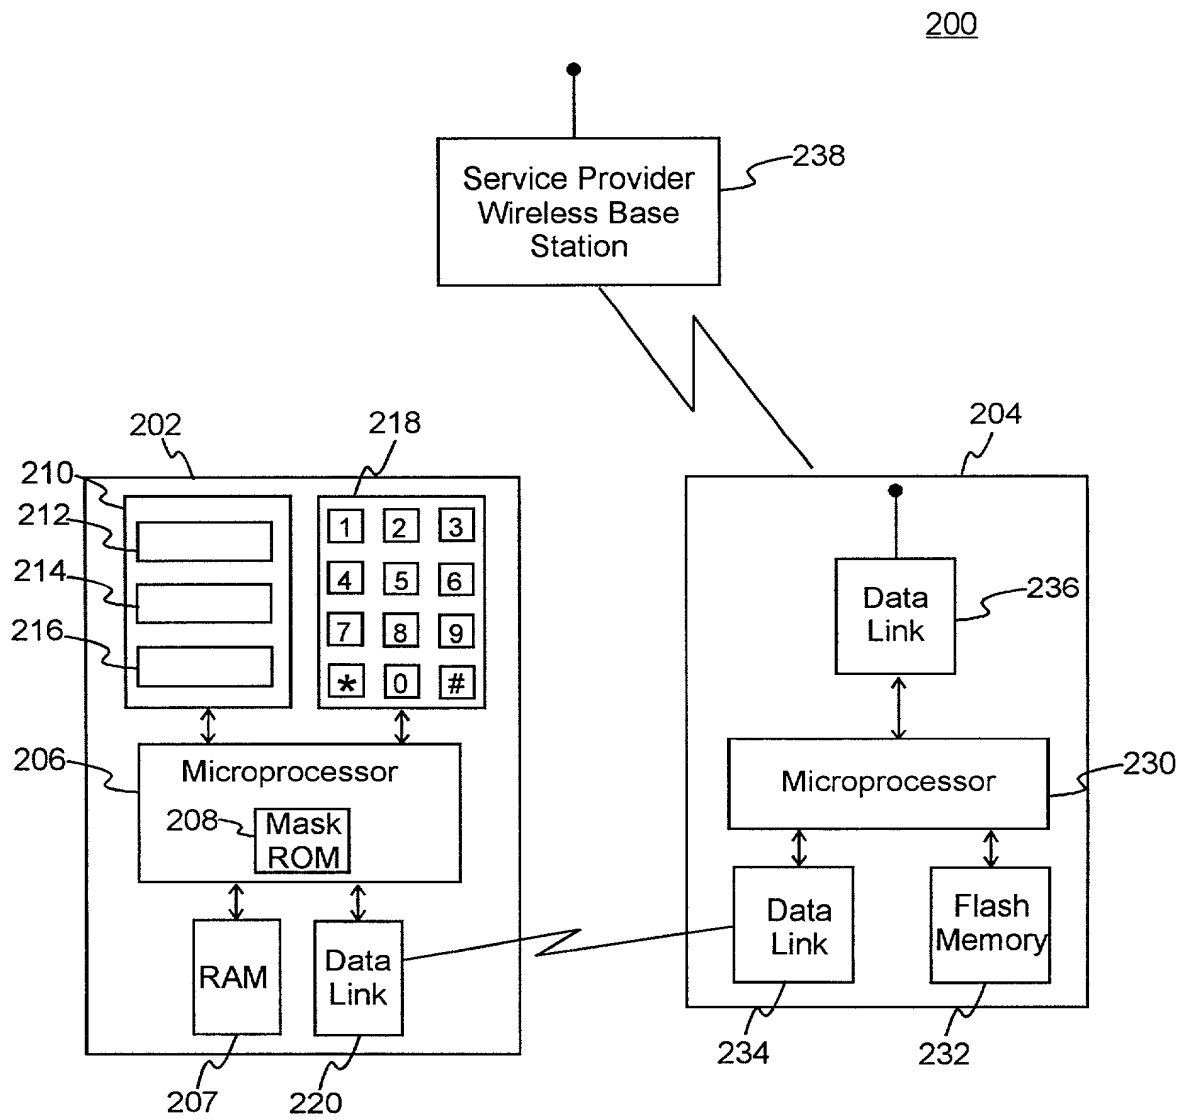 200
238
Service Provider
Wireless Base
Station
202
218
204
210
212
214
216
1 2 3
4 5 6
7 8 9
* 0 #
Data
Link
236
206
Microprocessor
208
Mask
ROM
Microprocessor
230
RAM
Data
Link
Data
Link
Flash
Memory
207
220
234
232